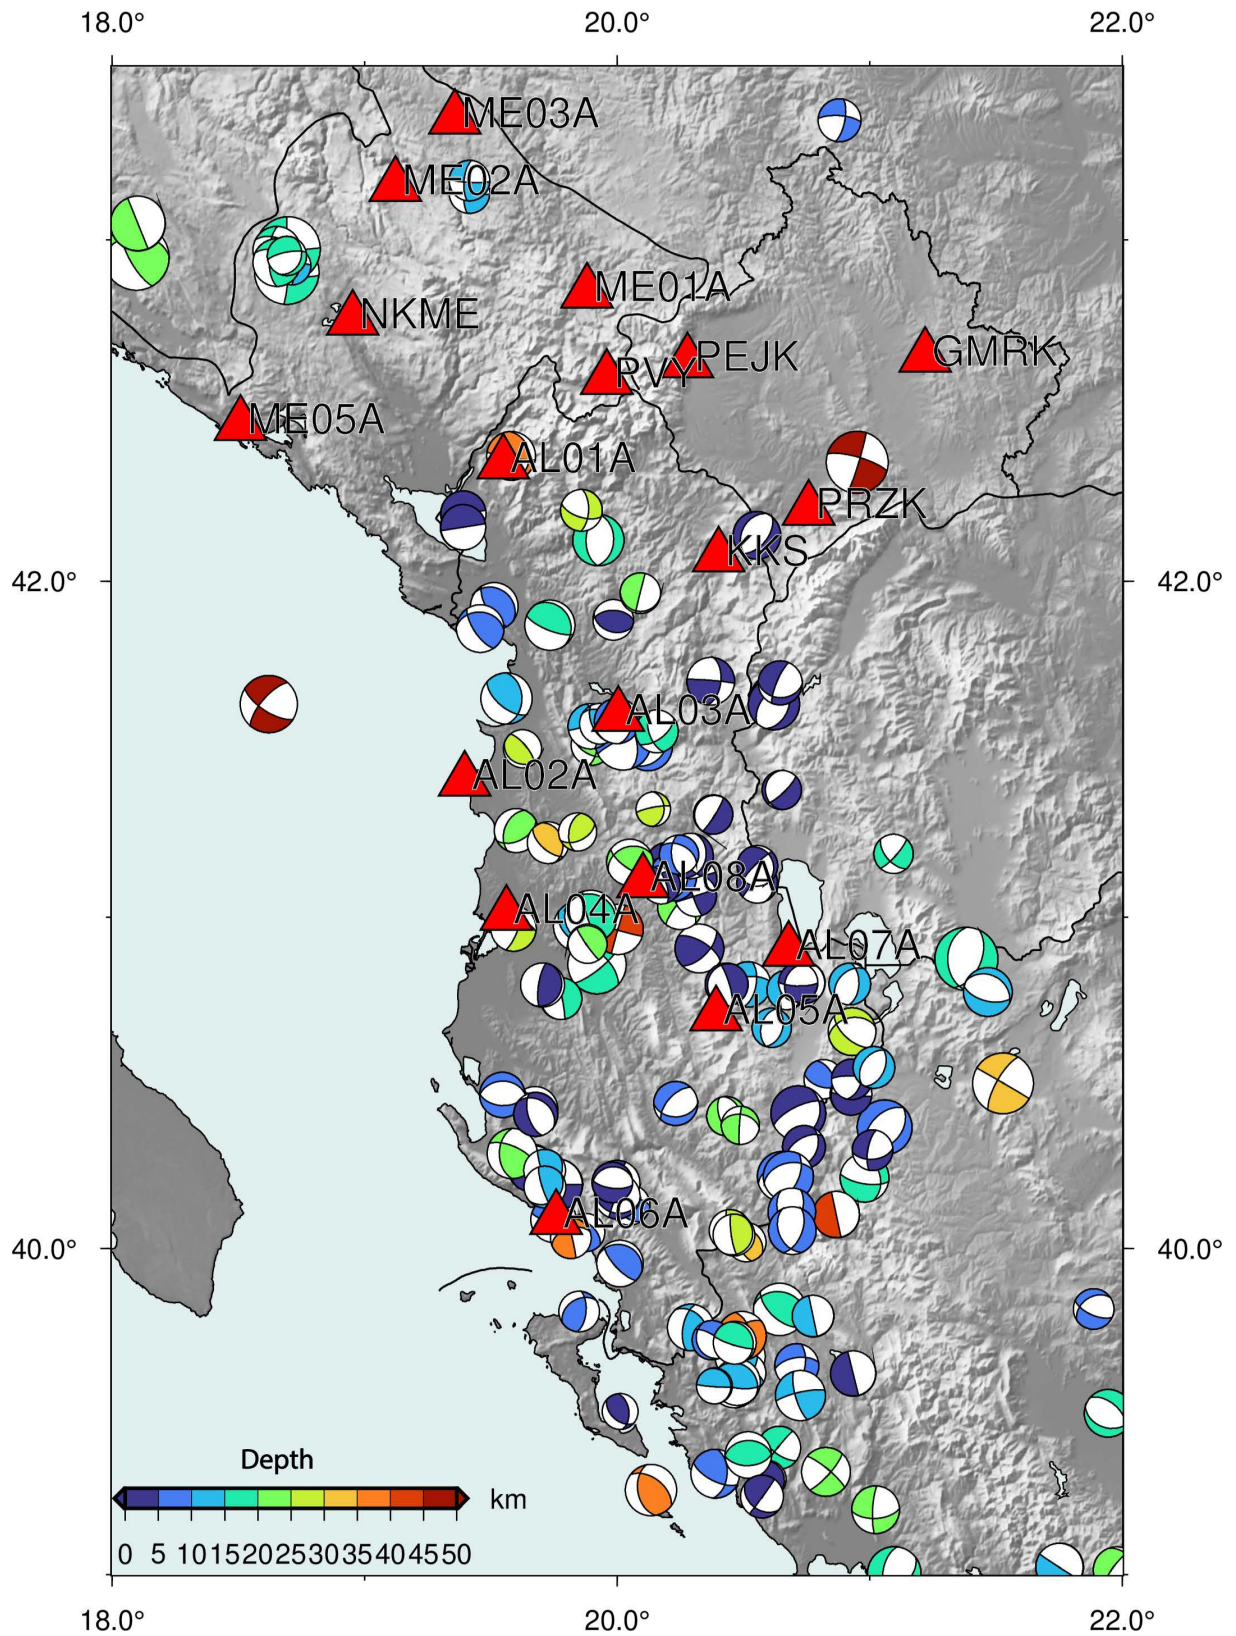 18.0° 20.0° 22.0°
ME03A
ME02A
ME01A
NKME
PEJK
GMRK
PVY
ME05A
AL01A
PRZK
KKS
42.0° 42.0°
AL03A
AL02A
AL08A
AL04A
AL07A
AL05A
AL06A
40.0° 40.0°
Depth
km
0 5 10 15 20 25 30 35 40 45 50
18.0° 20.0° 22.0°